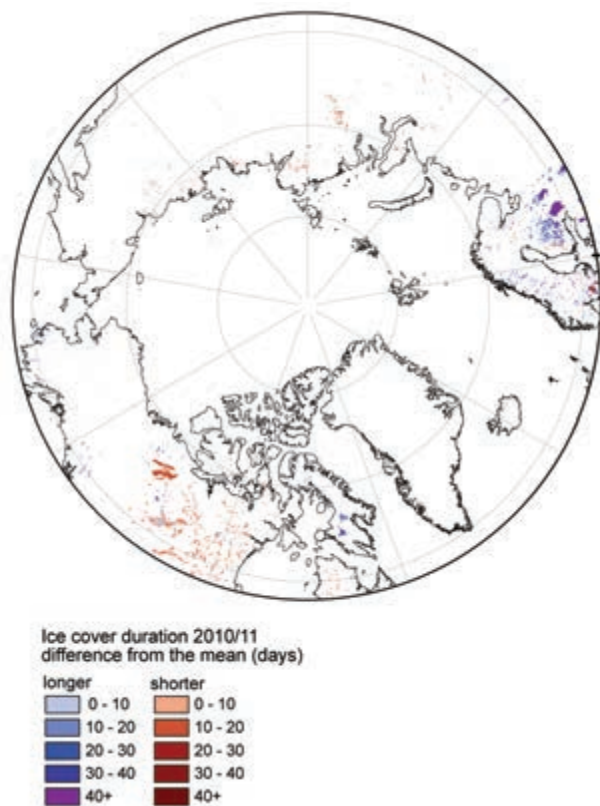 Ice cover duration 2010/11
difference from the mean (days)
longer shorter
0 - 10 0 - 10
10 - 20 10 - 20
20 - 30 20 - 30
30 - 40 30 - 40
40+ 40+